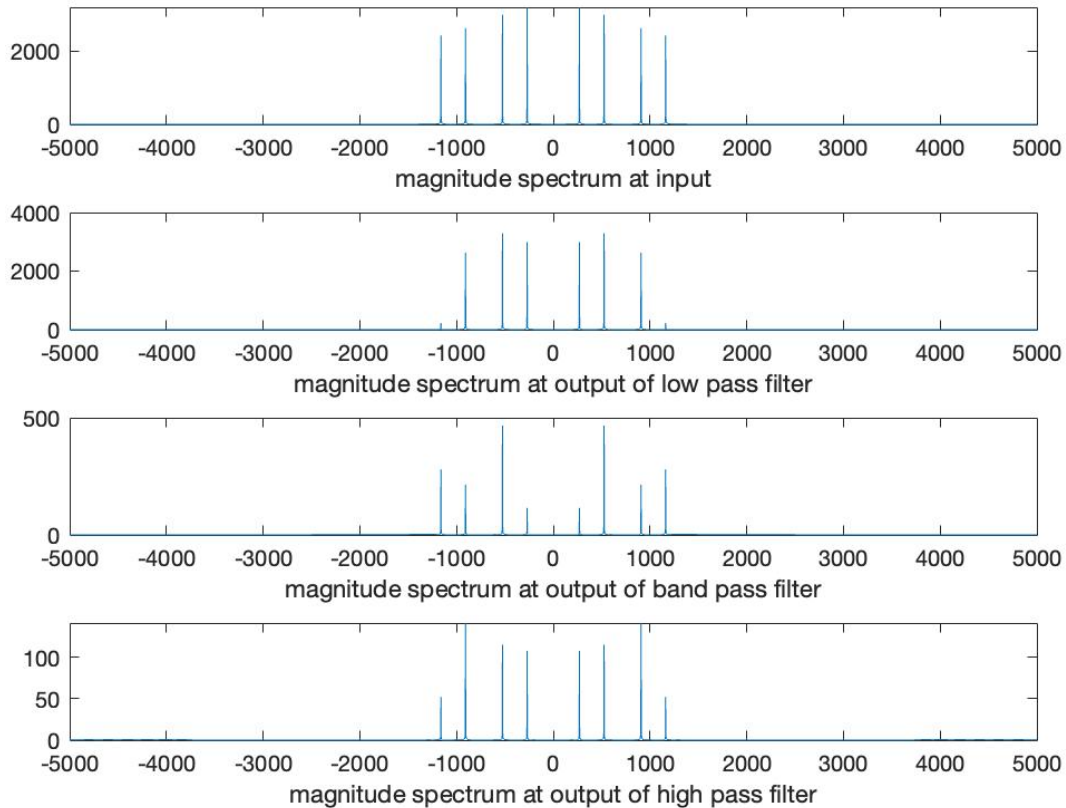 2000
0
-5000 -4000 -3000 -2000 -1000 0 1000 2000 3000 4000 5000
magnitude spectrum at input
4000
2000
0
-5000 -4000 -3000 -2000 -1000 0 1000 2000 3000 4000 5000
magnitude spectrum at output of low pass filter
500
0
-5000 -4000 -3000 -2000 -1000 0 1000 2000 3000 4000 5000
magnitude spectrum at output of band pass filter
100
50
0
-5000 -4000 -3000 -2000 -1000 0 1000 2000 3000 4000 5000
magnitude spectrum at output of high pass filter